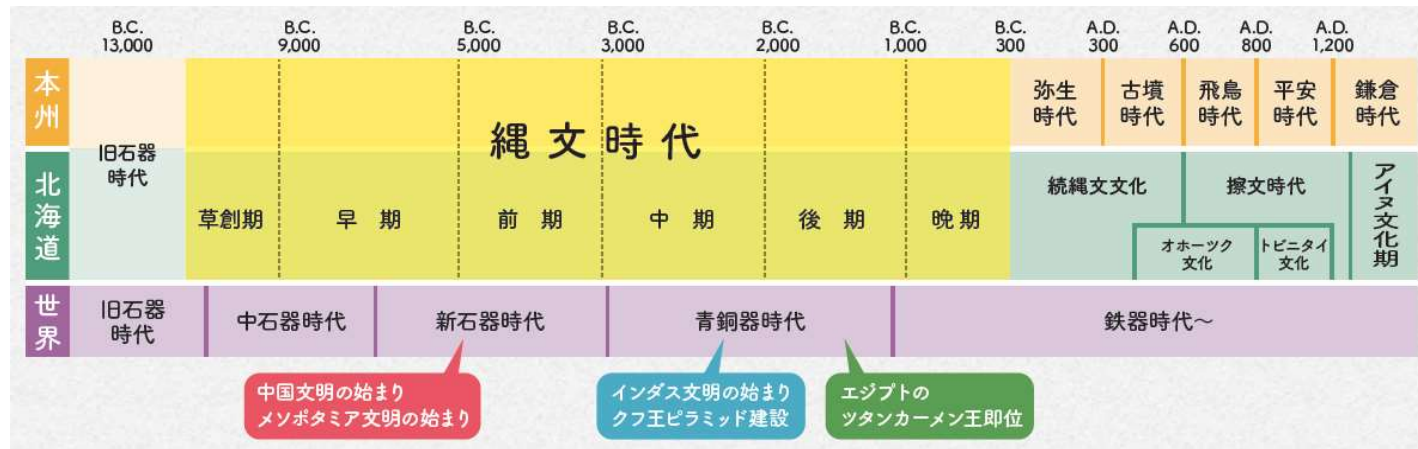 B.C.
13,000
B.C.
9,000
B.C.
5,000
B.C.
3,000
B.C.
2,000
B.C.
1,000
B.C.
300
A.D.
300
A.D.
600
A.D.
800
A.D.
1,200
本州
旧石器
時代
縄文時代
弥生
時代
古墳
時代
飛鳥
時代
平安
時代
鎌倉
時代
北海道
草創期
早期
前期
中期
後期
晩期
続縄文文化
擦文時代
オホーツク
文化
トビニタイ
文化
アイヌ文化期
世界
旧石器
時代
中石器時代
新石器時代
青銅器時代
鉄器時代～
中国文明の始まり
メソポタミア文明の始まり
インダス文明の始まり
クフ王ピラミッド建設
エジプトの
ツタンカーメン王即位